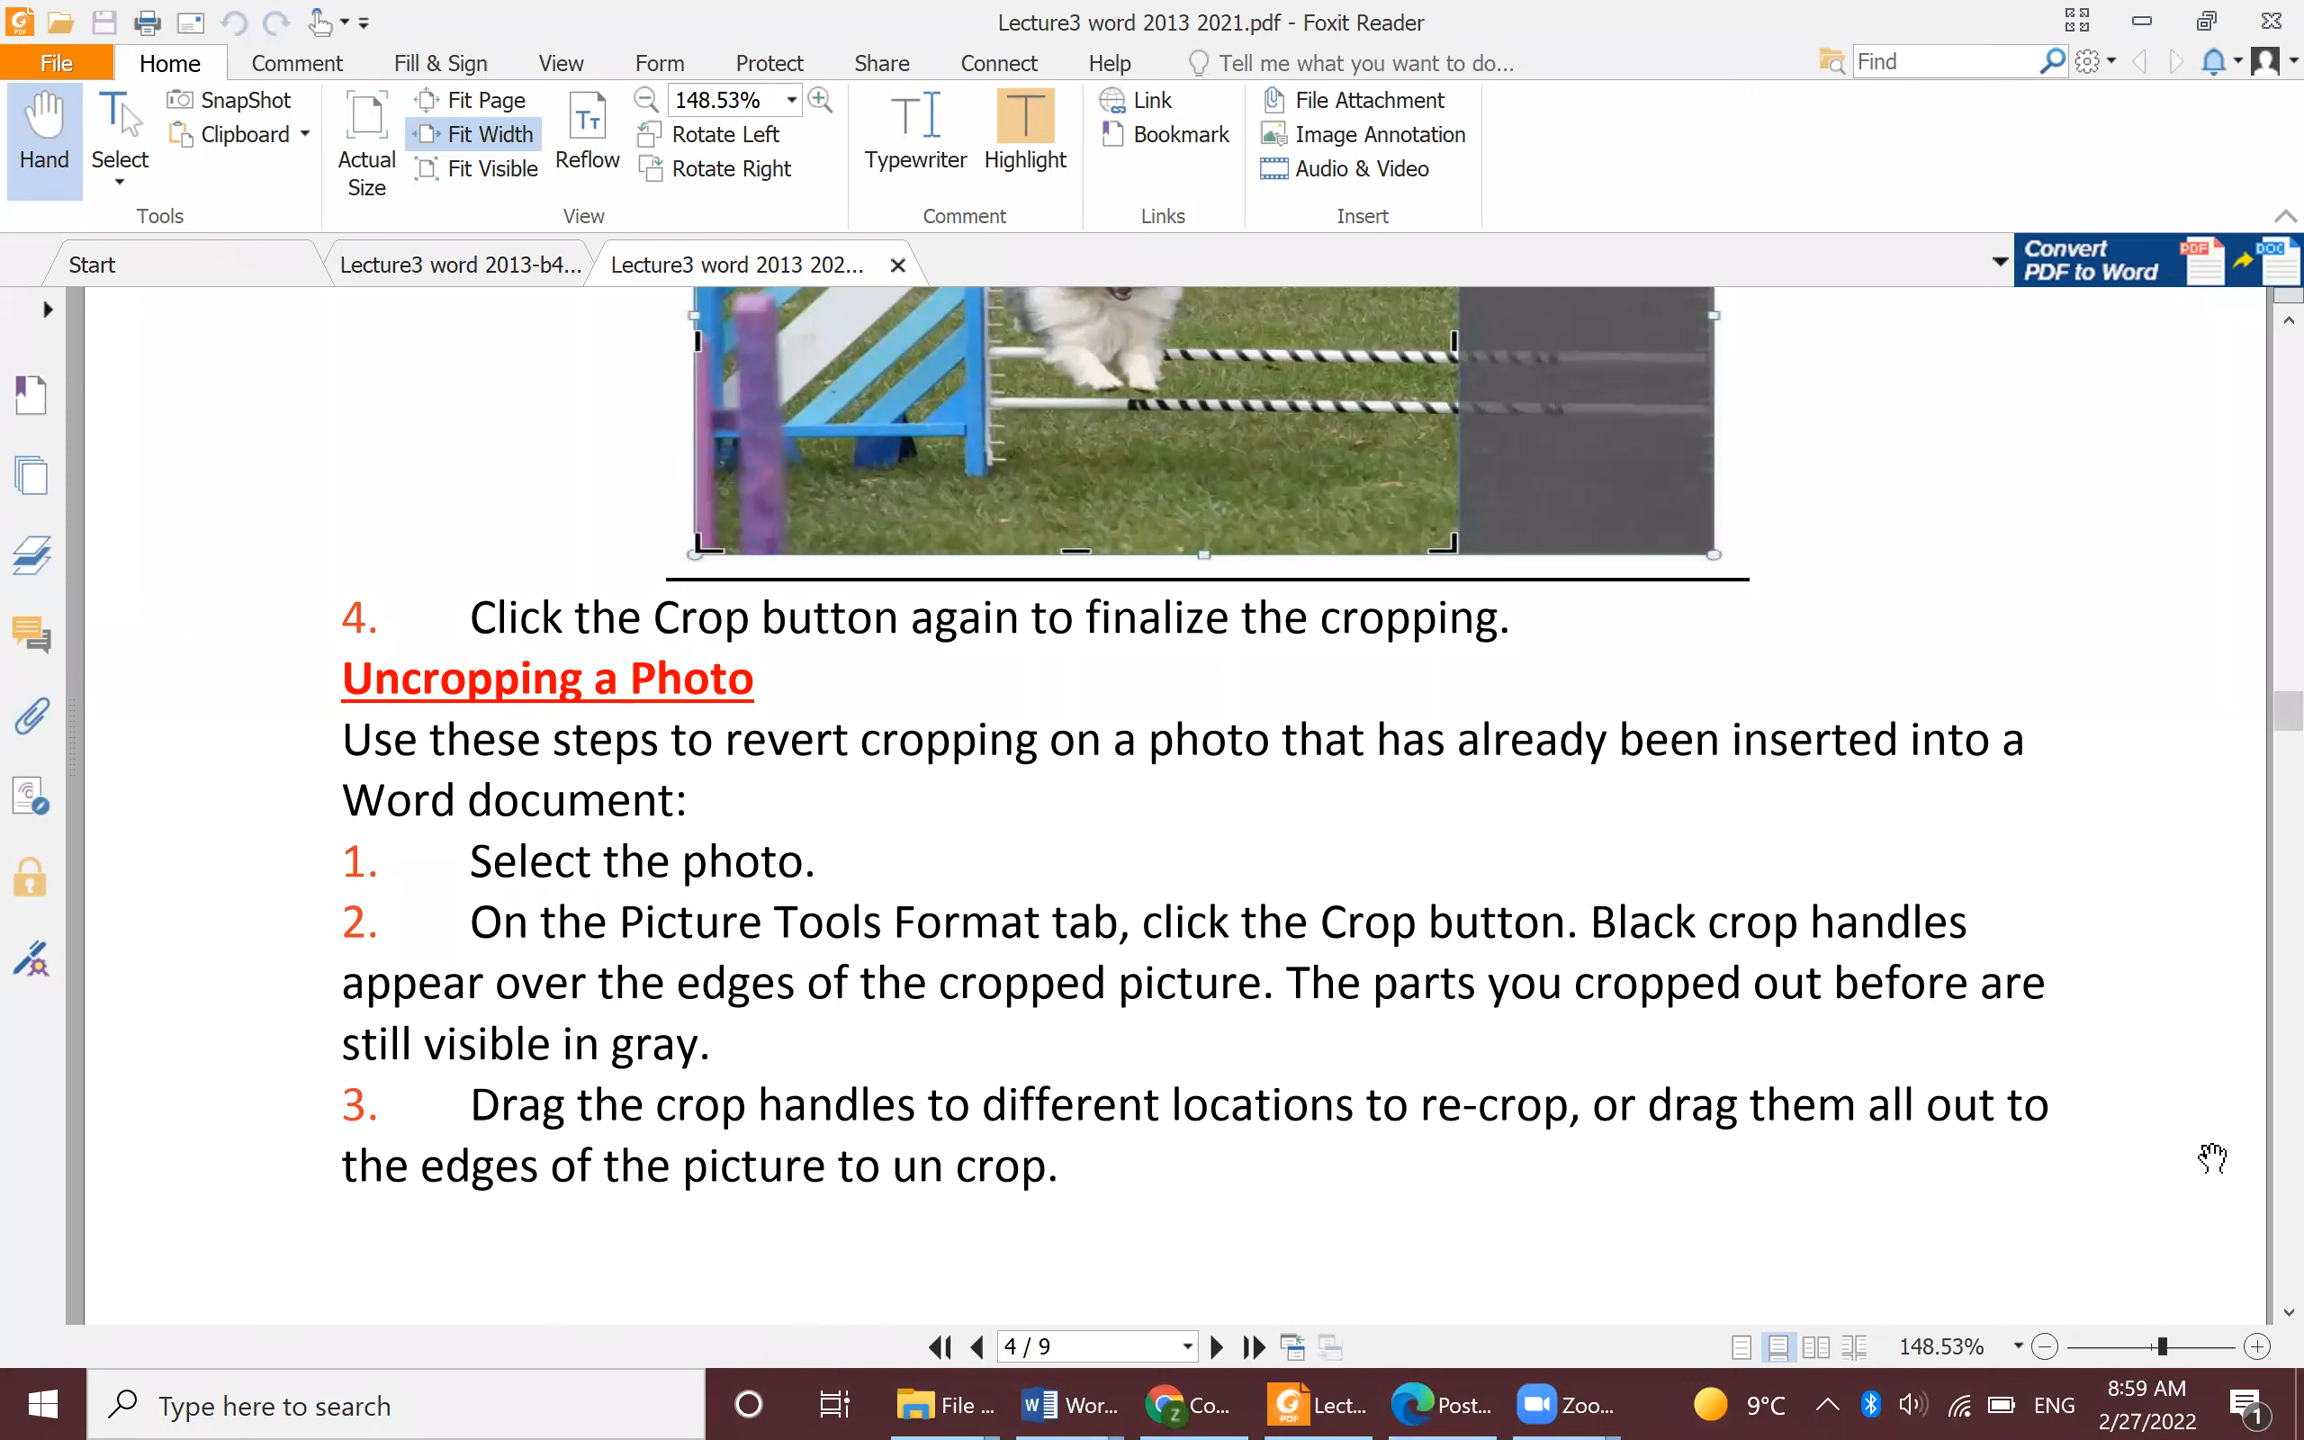 Lecture3 word 2013 2021.pdf - Foxit Reader
File Home Comment Fill & Sign View Form Protect Share Connect Help Tell me what you want to do... Find
Hand
Select
SnapShot
Clipboard
Tools
Actual Size
Fit Page
Fit Width
Fit Visible
Reflow
148.53%
Rotate Left
Rotate Right
View
Typewriter
Highlight
Comment
Link
Bookmark
Links
File Attachment
Image Annotation
Audio & Video
Insert
Start
Lecture3 word 2013-b4...
Lecture3 word 2013 202...
Convert
PDF to Word
PDF
DOC
4. Click the Crop button again to finalize the cropping.
Uncropping a Photo
Use these steps to revert cropping on a photo that has already been inserted into a
Word document:
1. Select the photo.
2. On the Picture Tools Format tab, click the Crop button. Black crop handles
appear over the edges of the cropped picture. The parts you cropped out before are
still visible in gray.
3. Drag the crop handles to different locations to re-crop, or drag them all out to
the edges of the picture to un crop.
4 / 9
148.53%
Type here to search
File ...
Wor...
Co...
Lect...
Post...
Zoo...
9°C
ENG
8:59 AM
2/27/2022
1